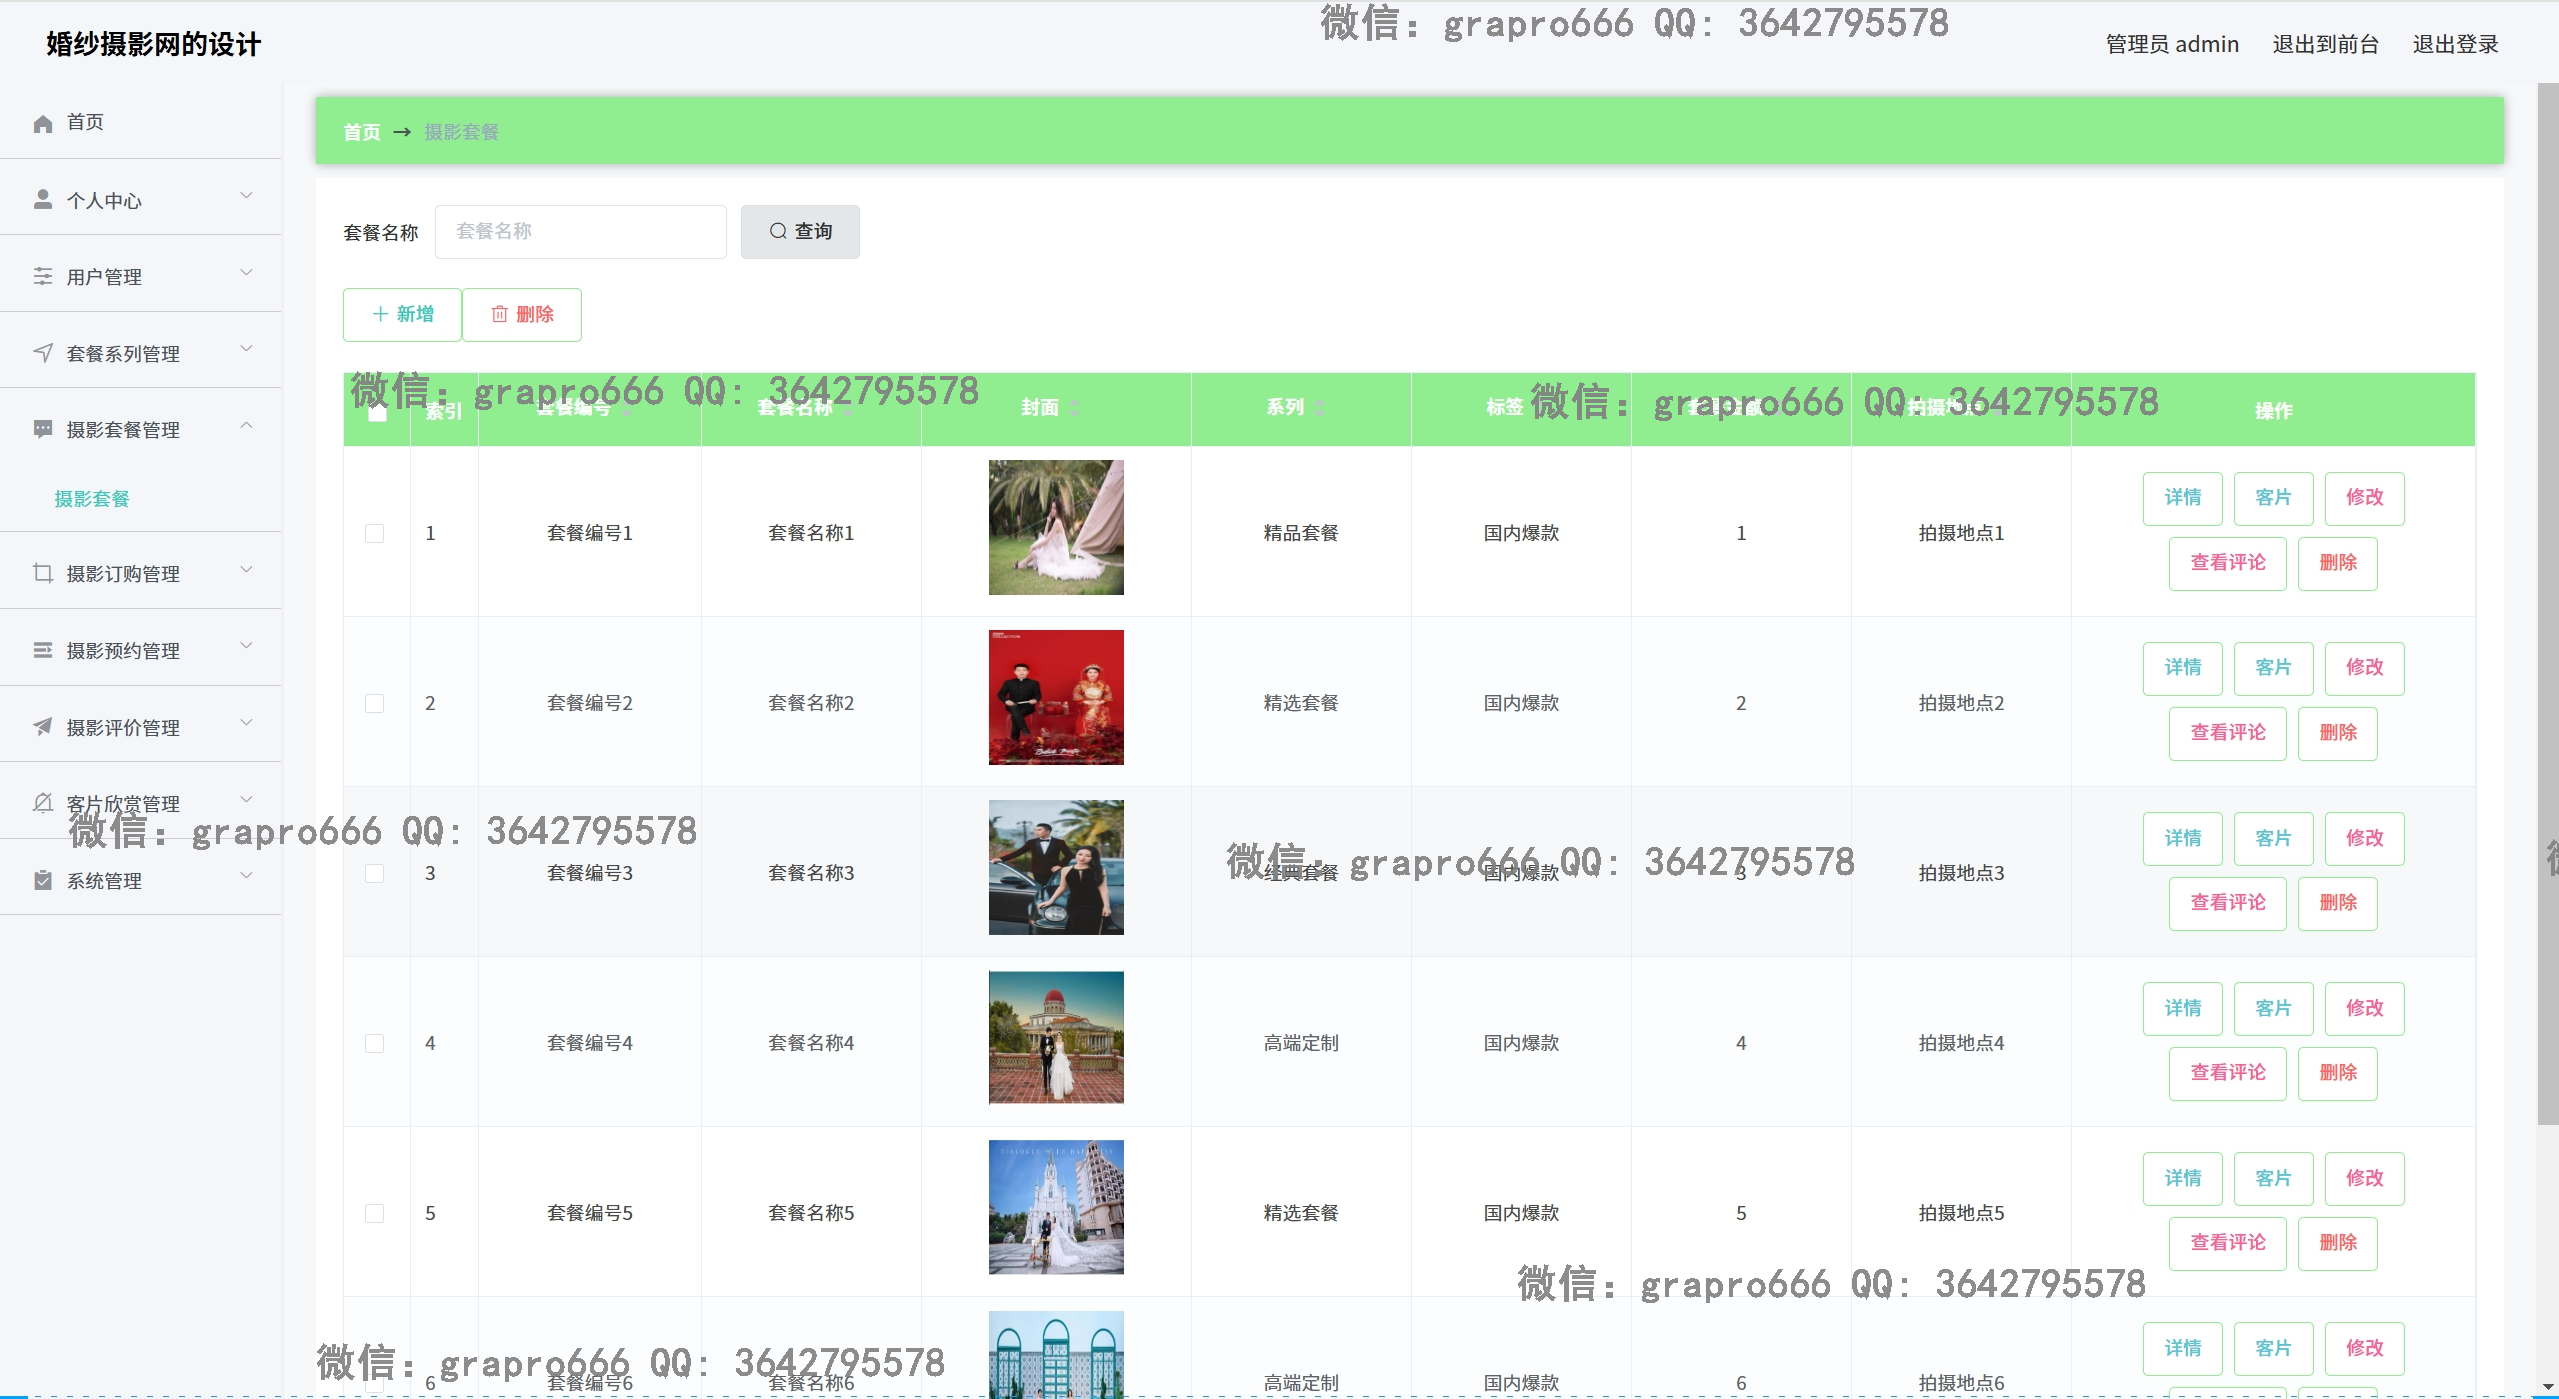 微信: grapro666 QQ: 3642795578
婚纱摄影网的设计
管理员 admin 退出到前台 退出登录
首页
个人中心
用户管理
套餐系列管理
摄影套餐管理
摄影套餐
摄影订购管理
摄影预约管理
摄影评价管理
客片欣赏管理
系统管理
微信: grapro666 QQ: 3642795578
首页 → 摄影套餐
套餐名称 套餐名称 查询
新增 删除
微信: grapro666 QQ: 3642795578
微信: grapro666 QQ: 3642795578
索引 套餐编号 套餐名称 封面 系列 标签 拍摄地点 操作
1 套餐编号1 套餐名称1 精品套餐 国内爆款 1 拍摄地点1 详情 客片 修改
查看评论 删除
2 套餐编号2 套餐名称2 精选套餐 国内爆款 2 拍摄地点2 详情 客片 修改
查看评论 删除
3 套餐编号3 套餐名称3 经典套餐 国内爆款 3 拍摄地点3 详情 客片 修改
查看评论 删除
微信: grapro666 QQ: 3642795578
4 套餐编号4 套餐名称4 高端定制 国内爆款 4 拍摄地点4 详情 客片 修改
查看评论 删除
5 套餐编号5 套餐名称5 精选套餐 国内爆款 5 拍摄地点5 详情 客片 修改
查看评论 删除
微信: grapro666 QQ: 3642795578
微信: grapro666 QQ: 3642795578
6 套餐编号6 套餐名称6 高端定制 国内爆款 6 拍摄地点6 详情 客片 修改